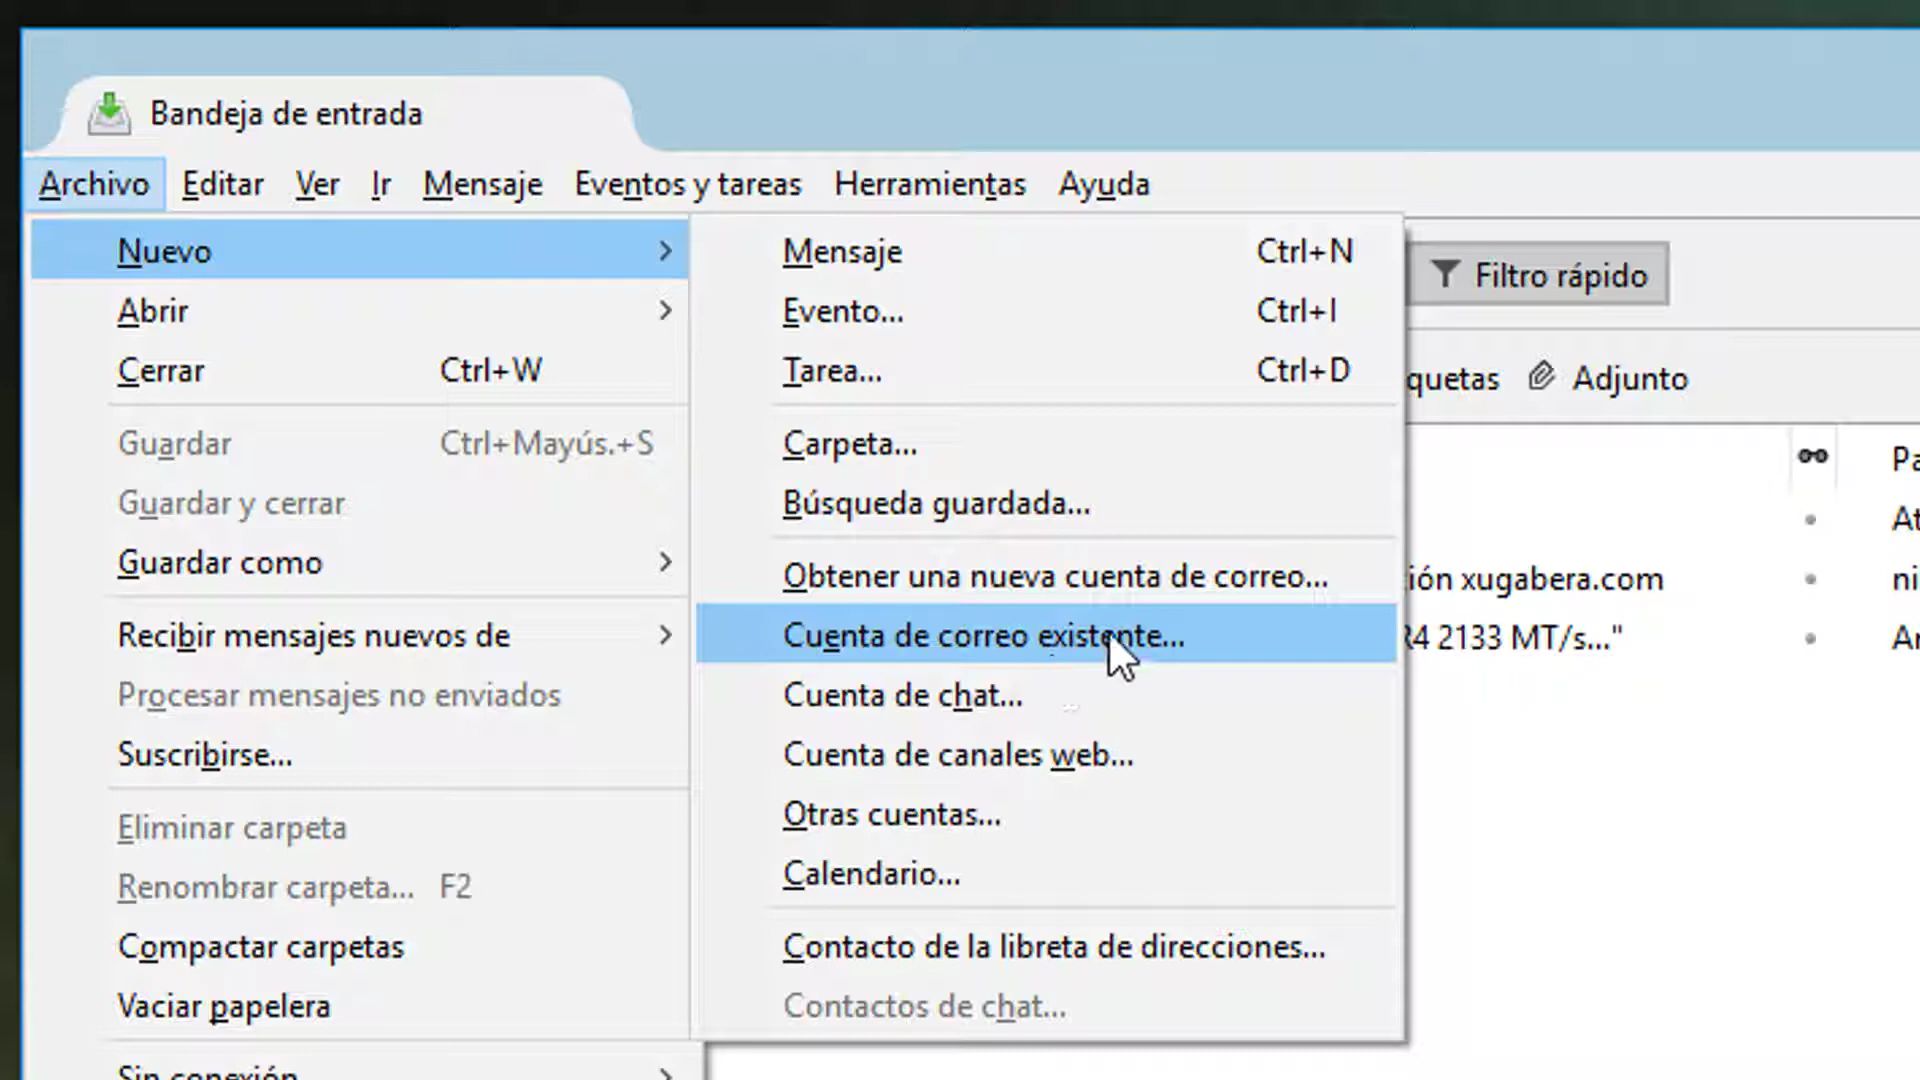 Bandeja de entrada
Archivo Editar Ver Ir Mensaje Eventos y tareas Herramientas Ayuda
Nuevo
Abrir
Cerrar Ctrl+W
Guardar Ctrl+Mayús.+S
Guardar y cerrar
Guardar como
Recibir mensajes nuevos de
Procesar mensajes no enviados
Suscribirse...
Eliminar carpeta
Renombrar carpeta... F2
Compactar carpetas
Vaciar papelera
Sin conexión
Mensaje Ctrl+N
Evento... Ctrl+I
Tarea... Ctrl+D
Carpeta...
Búsqueda guardada...
Obtener una nueva cuenta de correo...
Cuenta de correo existente...
Cuenta de chat...
Cuenta de canales web...
Otras cuentas...
Calendario...
Contacto de la libreta de direcciones...
Contactos de chat...
Filtro rápido
quetas Adjunto
Pa
At
ión xugabera.com ni
R4 2133 MT/s..." Ar